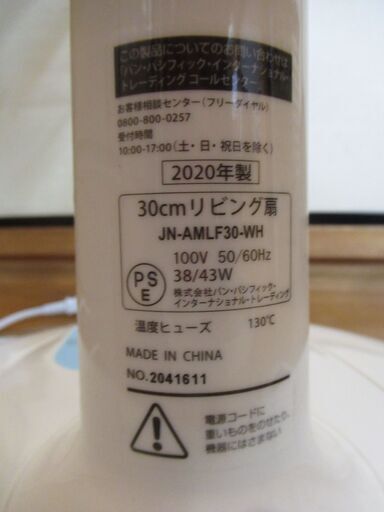 この製品についてのお問い合わせは
「パン・パシフィック・インターナショナル・
トレーディング コールセンター」
お客様相談センター(フリーダイヤル)
0800-800-0257
受付時間
10:00-17:00(土・日・祝日を除く)
2020年製
30cmリビング扇
JN-AMLF30-WH
100V 50/60Hz
38/43W
PS
E
株式会社パン・パシフィック・
インターナショナル・トレーディング
温度ヒューズ 130℃
MADE IN CHINA
NO. 2041611
電源コードに
重いものをのせたり、
機器にはさまない